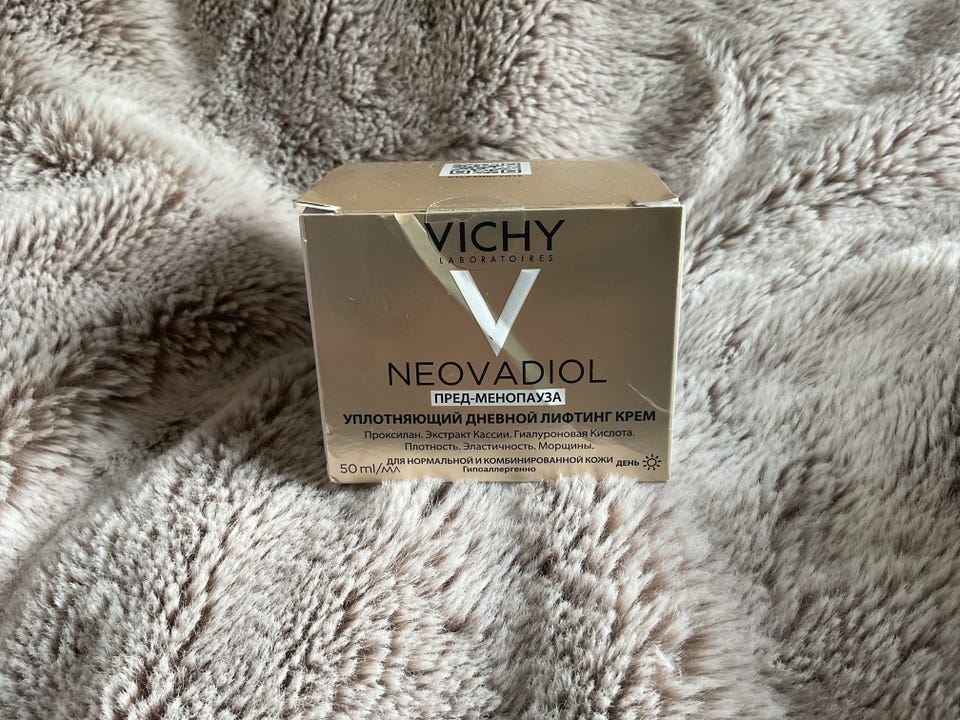 VICHY
LABORATOIRES
V
NEOVADIOL
ПРЕД-МЕНОПАУЗА
УПЛОТНЯЮЩИЙ ДНЕВНОЙ ЛИФТИНГ КРЕМ
Проксилан. Экстракт Кассии. Гиалуроновая Кислота.
Плотность. Эластичность. Морщины.
ДЛЯ НОРМАЛЬНОЙ И КОМБИНИРОВАННОЙ КОЖИ
Гипоаллергенно
50 ml/мл
ДЕНЬ